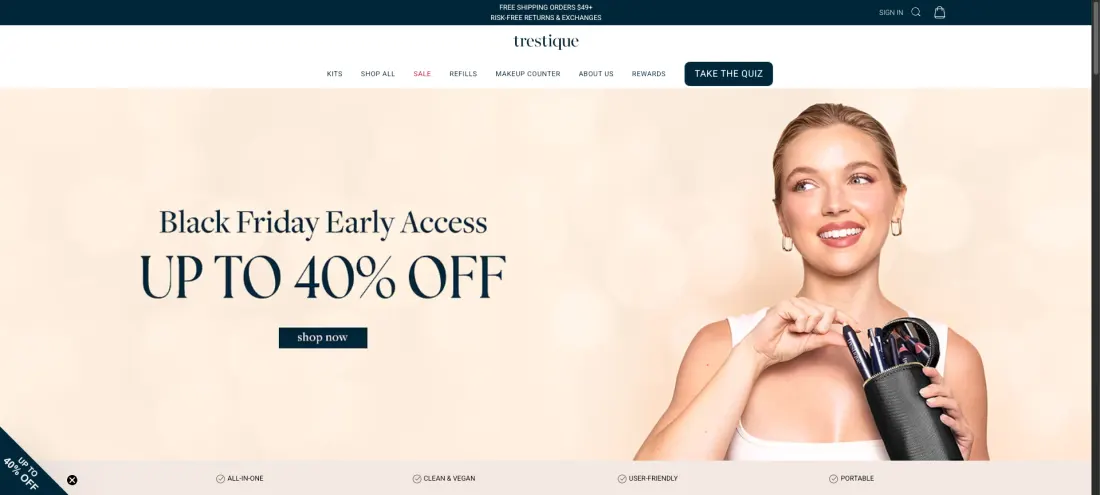 FREE SHIPPING ORDERS $49+
RISK-FREE RETURNS & EXCHANGES
SIGN IN
trestique
KITS
SHOP ALL
SALE
REFILLS
MAKEUP COUNTER
ABOUT US
REWARDS
TAKE THE QUIZ
Black Friday Early Access
UP TO 40% OFF
shop now
UP TO
40% OFF
ALL-IN-ONE
CLEAN & VEGAN
USER-FRIENDLY
PORTABLE